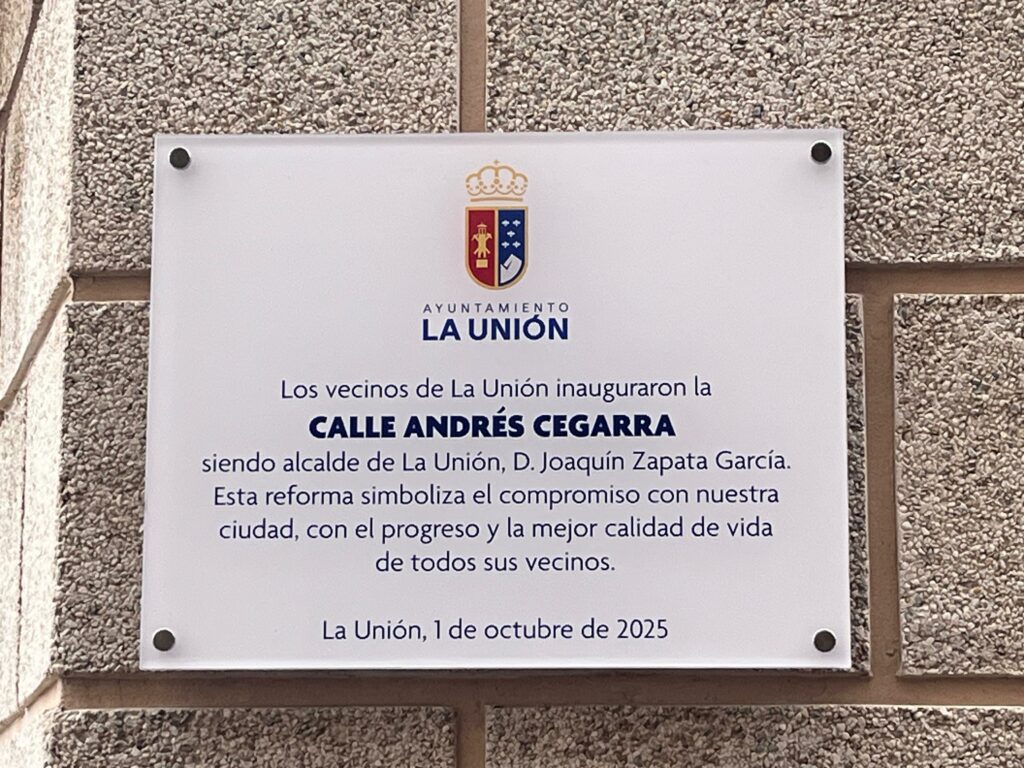 AYUNTAMIENTO
LA UNIÓN
Los vecinos de La Unión inauguraron la
CALLE ANDRÉS CEGARRA
siendo alcalde de La Unión, D. Joaquín Zapata García.
Esta reforma simboliza el compromiso con nuestra
ciudad, con el progreso y la mejor calidad de vida
de todos sus vecinos.
La Unión, 1 de octubre de 2025